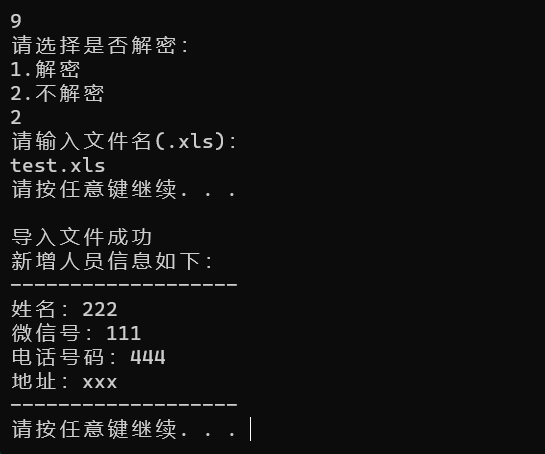 9
请选择是否解密：
1.解密
2.不解密
2
请输入文件名(.xls)：
test.xls
请按任意键继续. . .
导入文件成功
新增人员信息如下：
-------------------
姓名：222
微信号：111
电话号码：444
地址：xxx
-------------------
请按任意键继续. . .